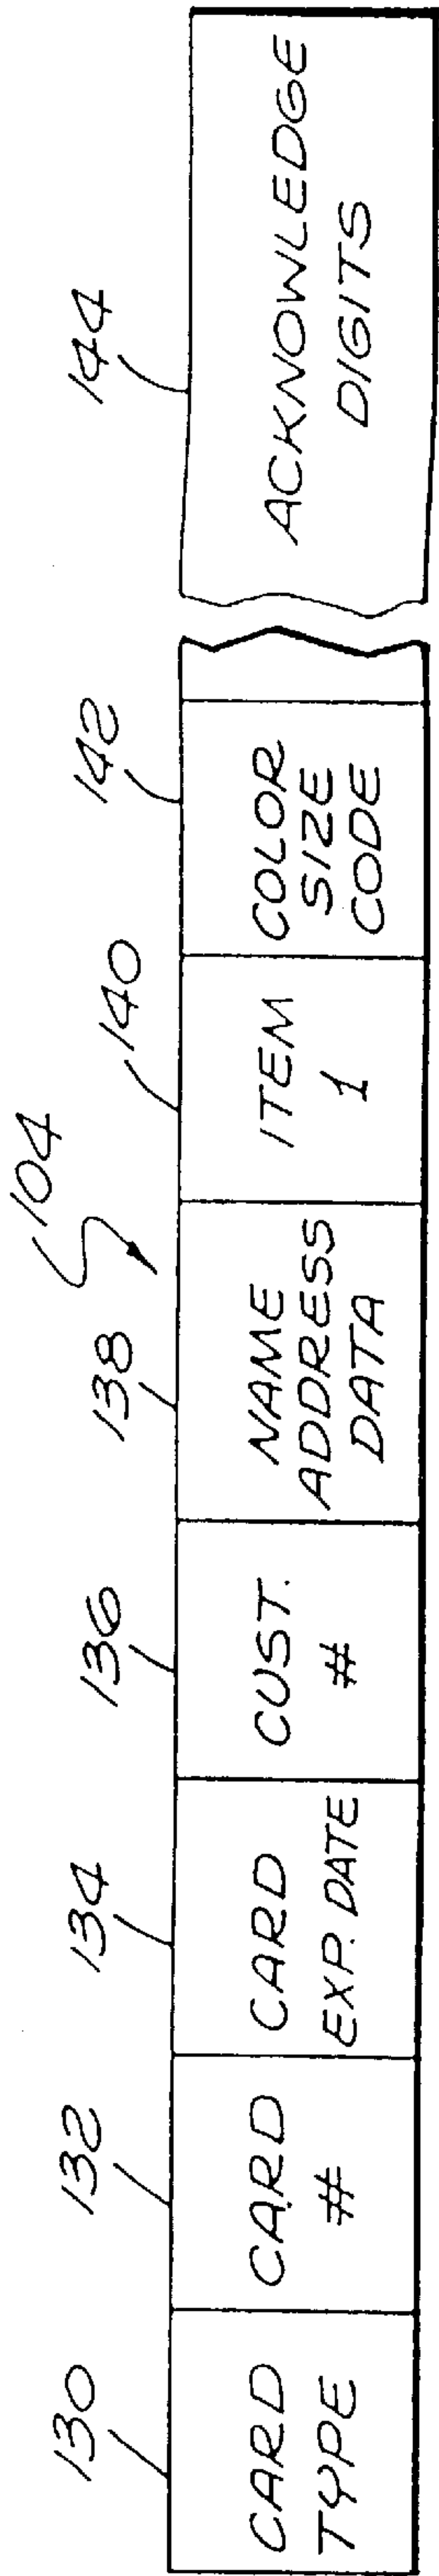 104
130
132
134
136
138
140
142
144
CARD
TYPE
CARD
#
CARD
EXP. DATE
CUST.
#
NAME
ADDRESS
DATA
ITEM
1
COLOR
SIZE
CODE
ACKNOWLEDGE
DIGITS